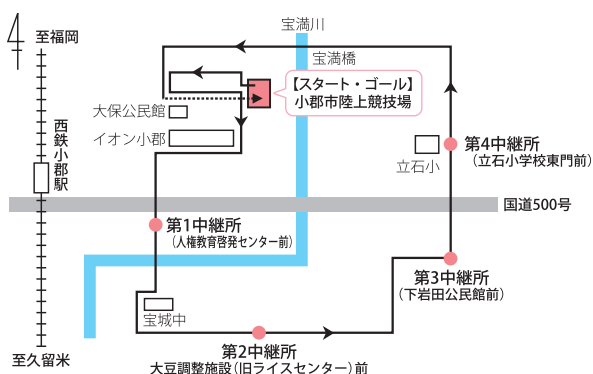 至福岡
宝満川
宝満橋
【スタート・ゴール】
小郡市陸上競技場
大保公民館
イオン小郡
西鉄小郡駅
第4中継所
（立石小学校東門前）
立石小
国道500号
第1中継所
（人権教育啓発センター前）
第3中継所
（下岩田公民館前）
宝城中
第2中継所
大豆調整施設（旧ライスセンター）前
至久留米